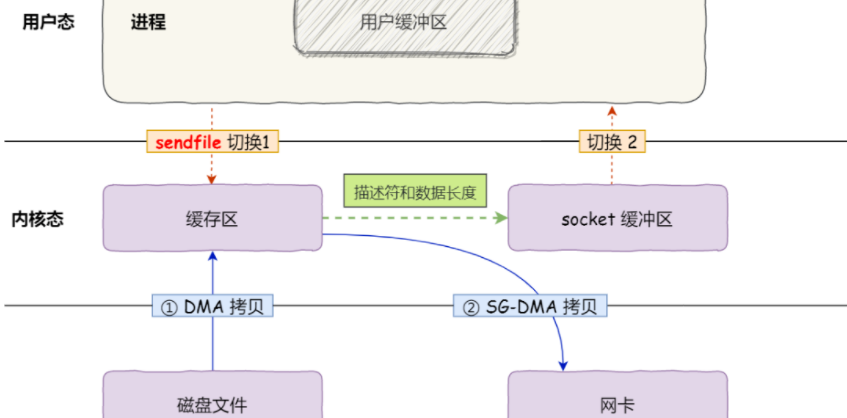 用户态
进程
用户缓冲区
sendfile 切换1
切换 2
描述符和数据长度
内核态
缓存区
socket 缓冲区
① DMA 拷贝
② SG-DMA 拷贝
磁盘文件
网卡